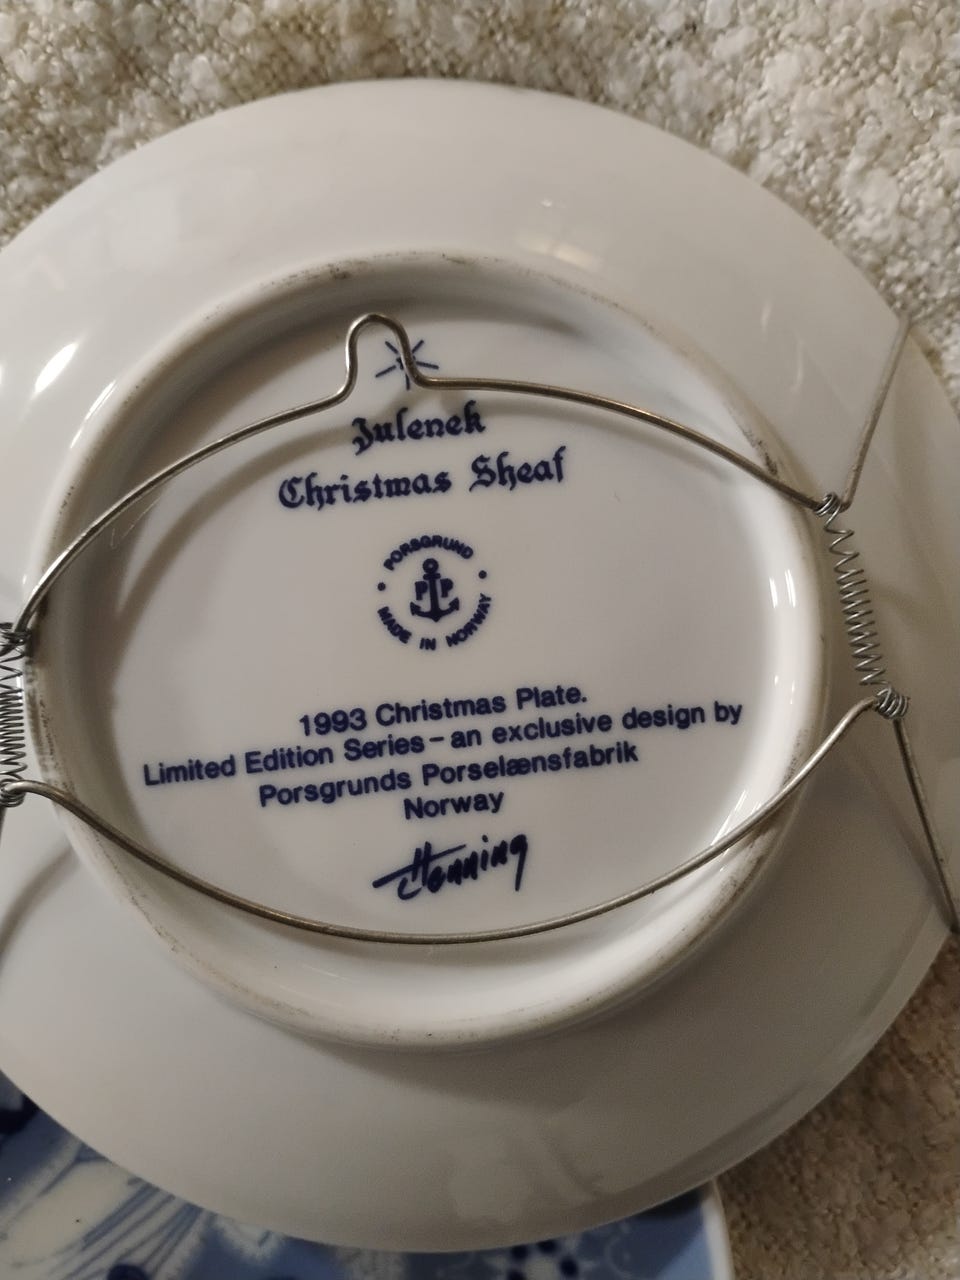 Julenek
Christmas Sheaf
PORSGRUND
PP
MADE IN NORWAY
1993 Christmas Plate.
Limited Edition Series – an exclusive design by
Porsgrunds Porselænsfabrik
Norway
Henning